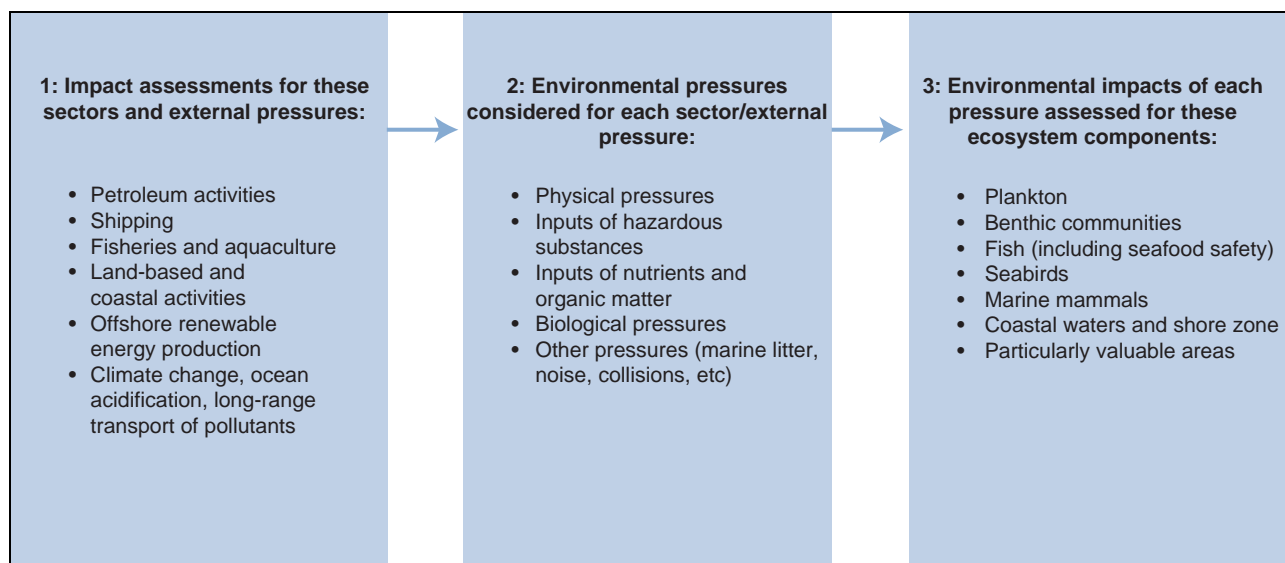 1: Impact assessments for these
sectors and external pressures:
• Petroleum activities
• Shipping
• Fisheries and aquaculture
• Land-based and
coastal activities
• Offshore renewable
energy production
• Climate change, ocean
acidification, long-range
transport of pollutants
2: Environmental pressures
considered for each sector/external
pressure:
• Physical pressures
• Inputs of hazardous
substances
• Inputs of nutrients and
organic matter
• Biological pressures
• Other pressures (marine litter,
noise, collisions, etc)
3: Environmental impacts of each
pressure assessed for these
ecosystem components:
• Plankton
• Benthic communities
• Fish (including seafood safety)
• Seabirds
• Marine mammals
• Coastal waters and shore zone
• Particularly valuable areas